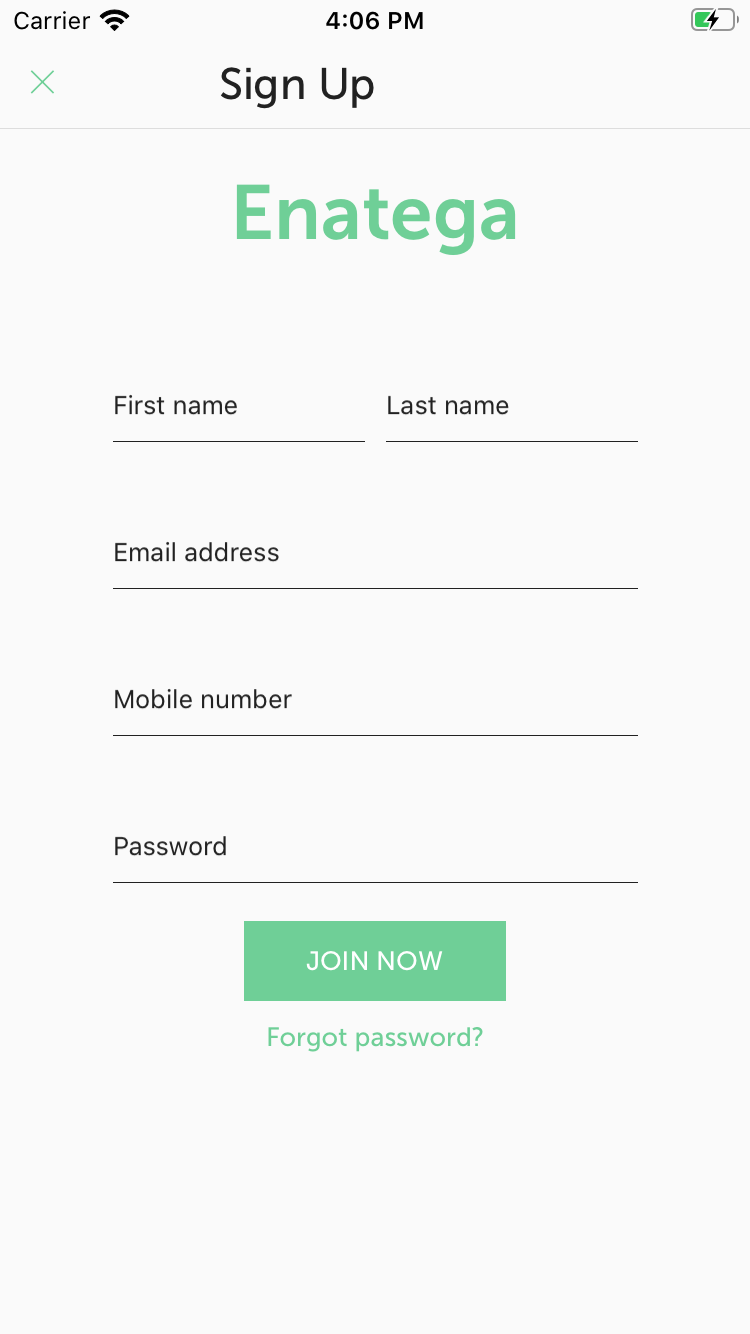 Carrier 4:06 PM
Sign Up
Enatega
First name Last name
Email address
Mobile number
Password
JOIN NOW
Forgot password?